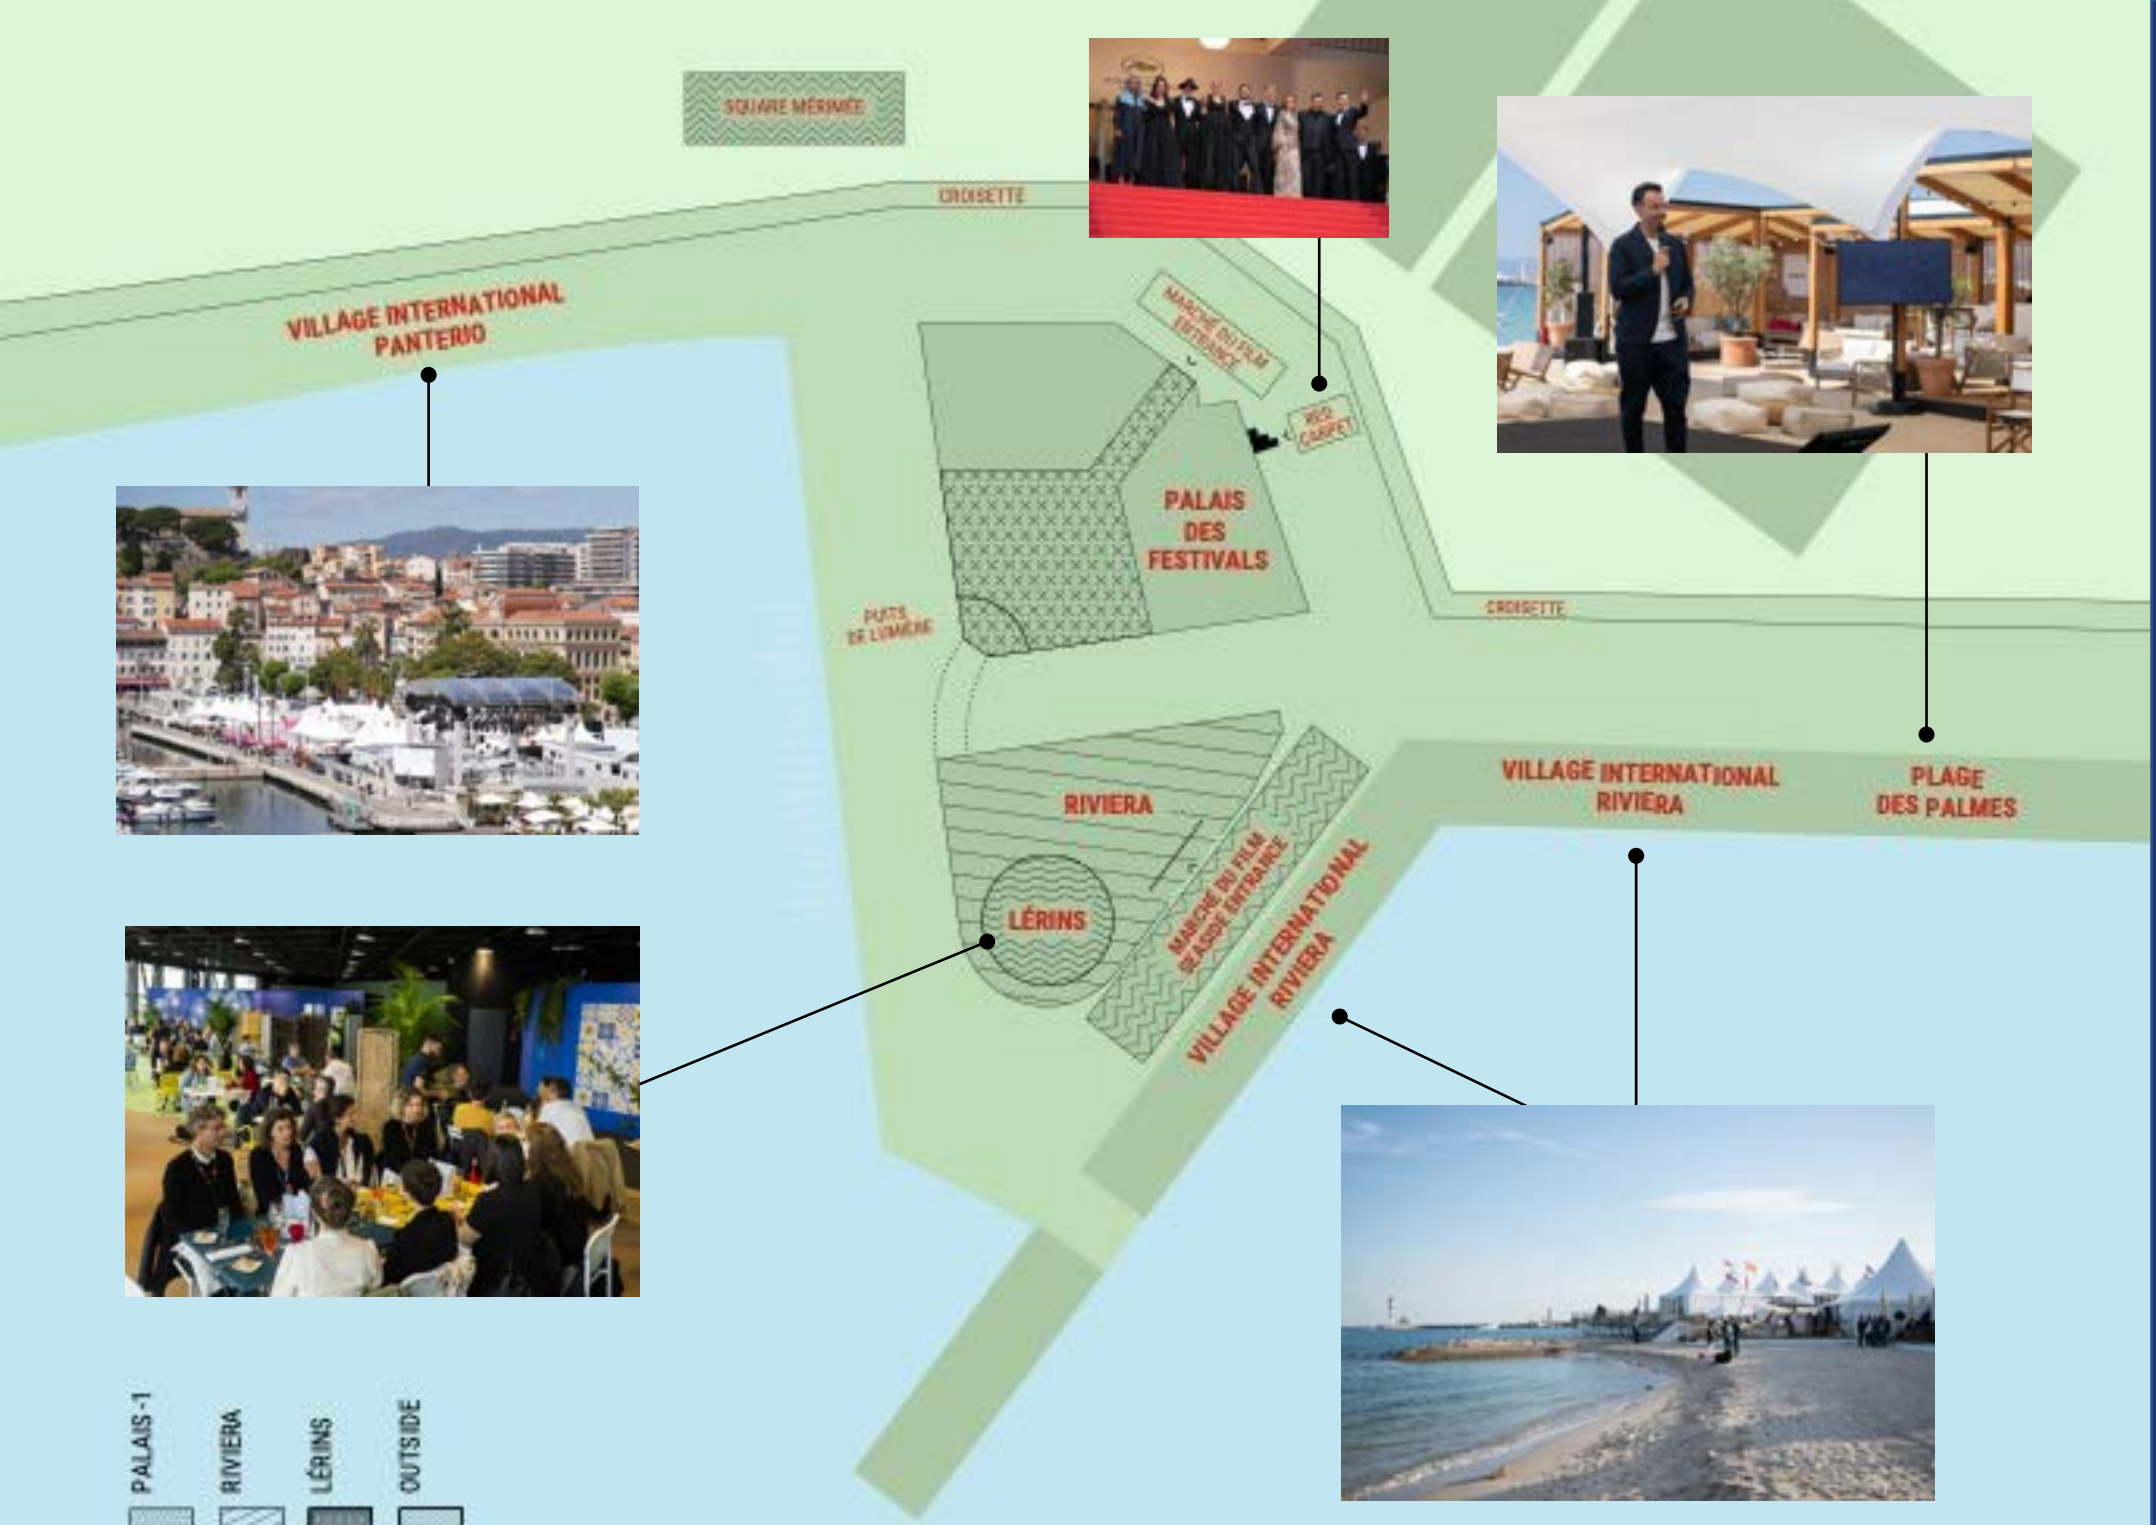 SQUARE MÉRIMÉE
CROISETTE
VILLAGE INTERNATIONAL
PANTERIO
MARCHÉ DU FILM
ENTRANCE
RED
CARPET
PALAIS
DES
FESTIVALS
PUITS
DE LUMIÈRE
CROISETTE
RIVIERA
LÉRINS
MARCHÉ DU FILM
SEASIDE ENTRANCE
VILLAGE INTERNATIONAL
RIVIERA
VILLAGE INTERNATIONAL
RIVIERA
PLAGE
DES PALMES
PALAIS -1
RIVIERA
LÉRINS
OUTSIDE